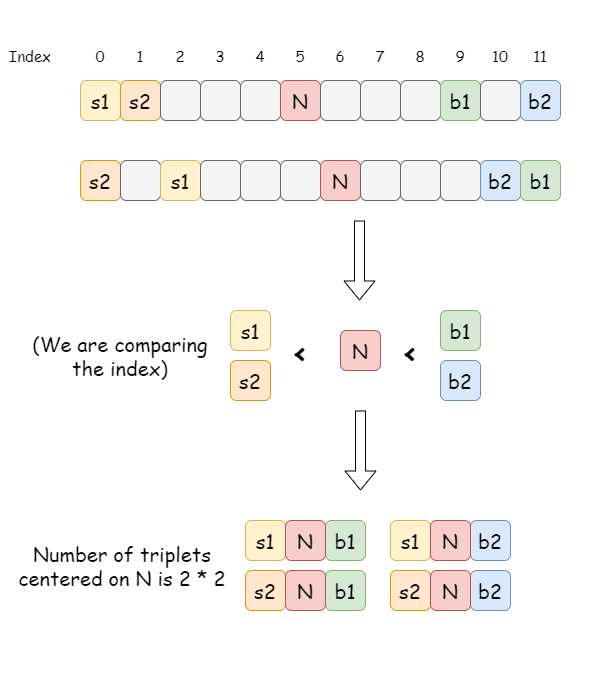 Index 0 1 2 3 4 5 6 7 8 9 10 11
s1 s2 N b1 b2
s2 s1 N b2 b1
s1 b1
(We are comparing
the index)
< N <
s2 b2
s1 N b1 s1 N b2
Number of triplets
centered on N is 2 * 2
s2 N b1 s2 N b2